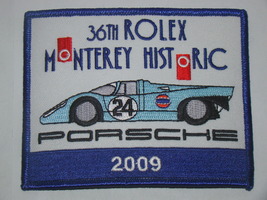 36TH ROLEX
MONTEREY HISTORIC
24
PORSCHE
2009